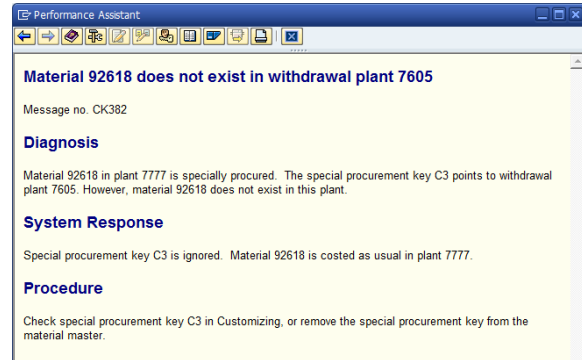 Performance Assistant
Material 92618 does not exist in withdrawal plant 7605
Message no. CK382
Diagnosis
Material 92618 in plant 7777 is specially procured. The special procurement key C3 points to withdrawal
plant 7605. However, material 92618 does not exist in this plant.
System Response
Special procurement key C3 is ignored. Material 92618 is costed as usual in plant 7777.
Procedure
Check special procurement key C3 in Customizing, or remove the special procurement key from the
material master.